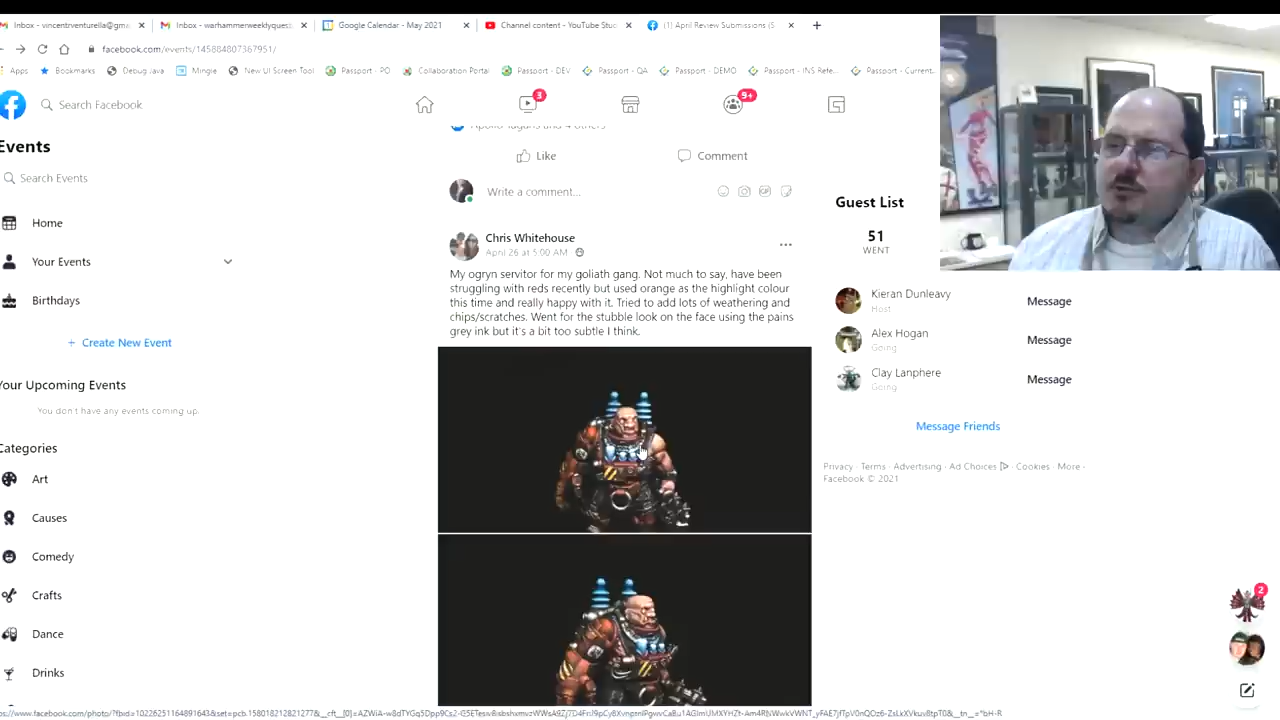 Inbox - vincentrventurella@gm
Inbox - warhammerweeklyques
Google Calendar - May 2021
Channel content - YouTube Stu
(1) April Review Submissions (S
facebook.com/events/145884807367951/
Apps
Bookmarks
Debug Java
Mingle
New UI Screen Tool
Passport - PO
Collaboration Portal
Passport - DEV
Passport - QA
Passport - DEMO
Passport - INS Refe...
Passport - Current...
Search Facebook
3
9+
Events
Search Events
Home
Your Events
Birthdays
+ Create New Event
Your Upcoming Events
You don't have any events coming up.
Categories
Art
Causes
Comedy
Crafts
Dance
Drinks
Like
Comment
Write a comment...
Chris Whitehouse
April 26 at 5:00 AM
My ogryn servitor for my goliath gang. Not much to say, have been
struggling with reds recently but used orange as the highlight colour
this time and really happy with it. Tried to add lots of weathering and
chips/scratches. Went for the stubble look on the face using the pains
grey ink but it's a bit too subtle I think.
Guest List
51
WENT
Kieran Dunleavy
Host
Message
Alex Hogan
Going
Message
Clay Lanphere
Going
Message
Message Friends
Privacy · Terms · Advertising · Ad Choices · Cookies · More ·
Facebook © 2021
2